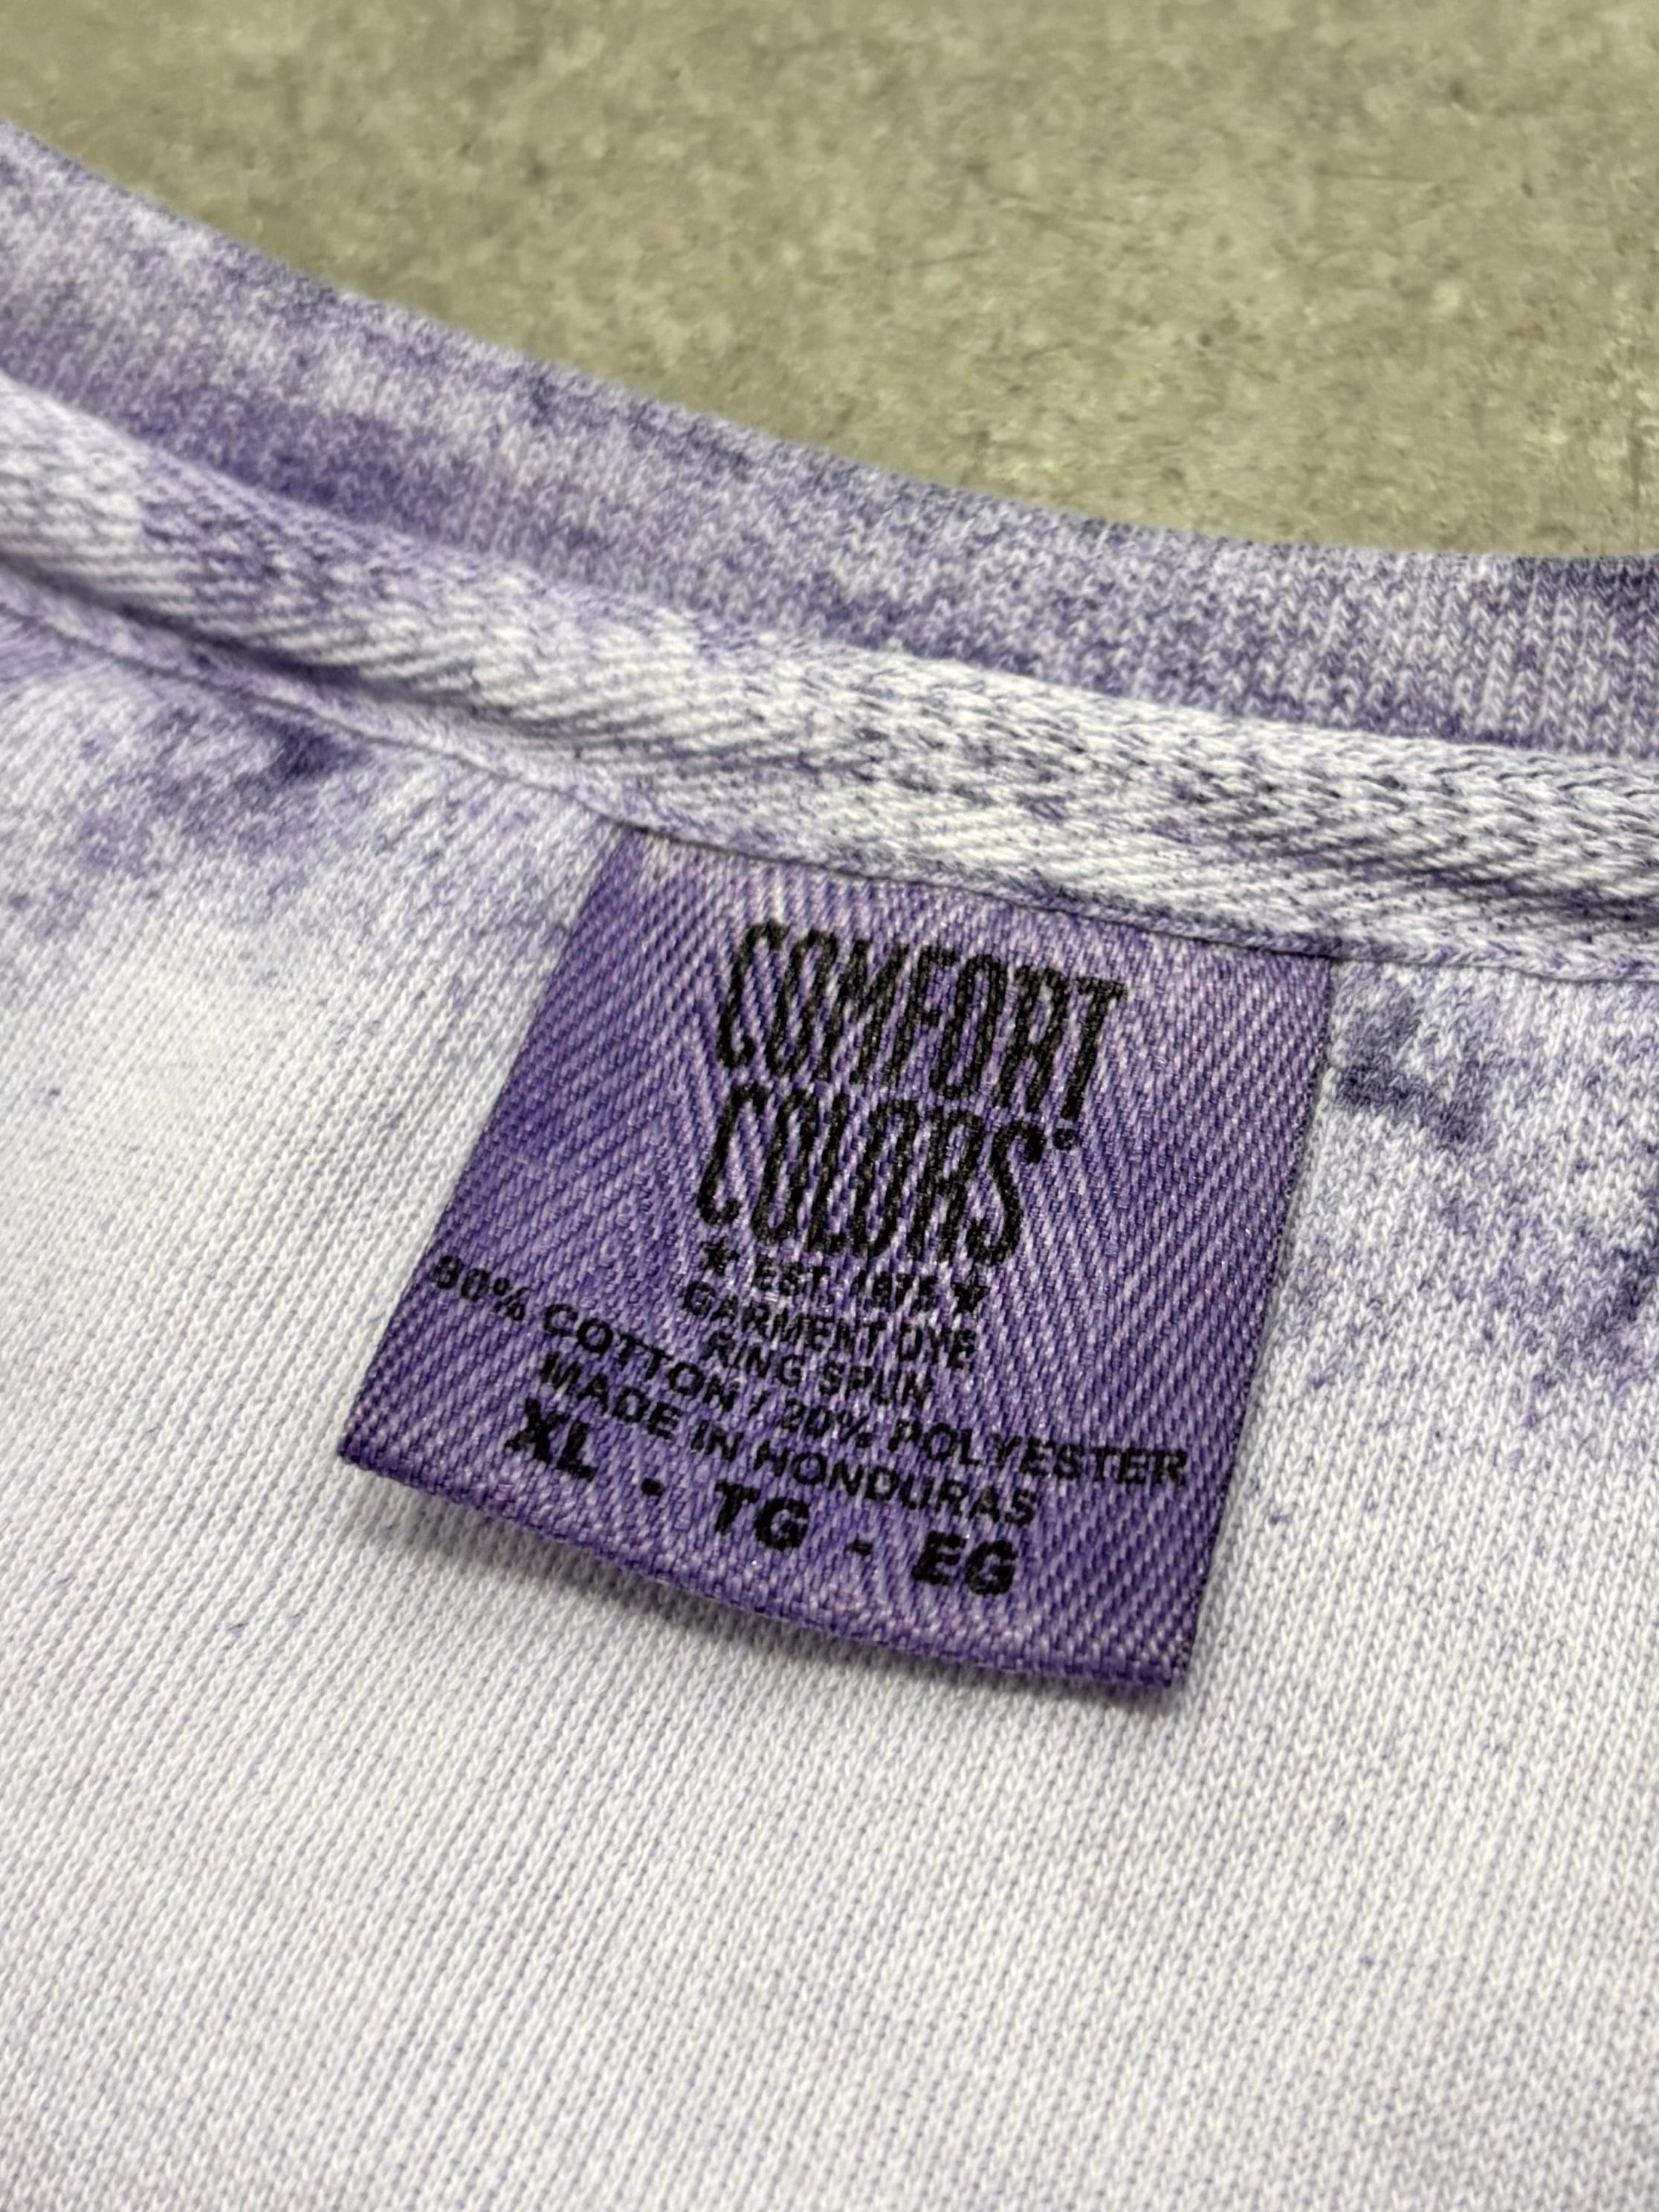 COMFORT
COLORS®
★ EST. 1975 ★
GARMENT DYE
RING SPUN
80% COTTON / 20% POLYESTER
MADE IN HONDURAS
XL - TG - EG